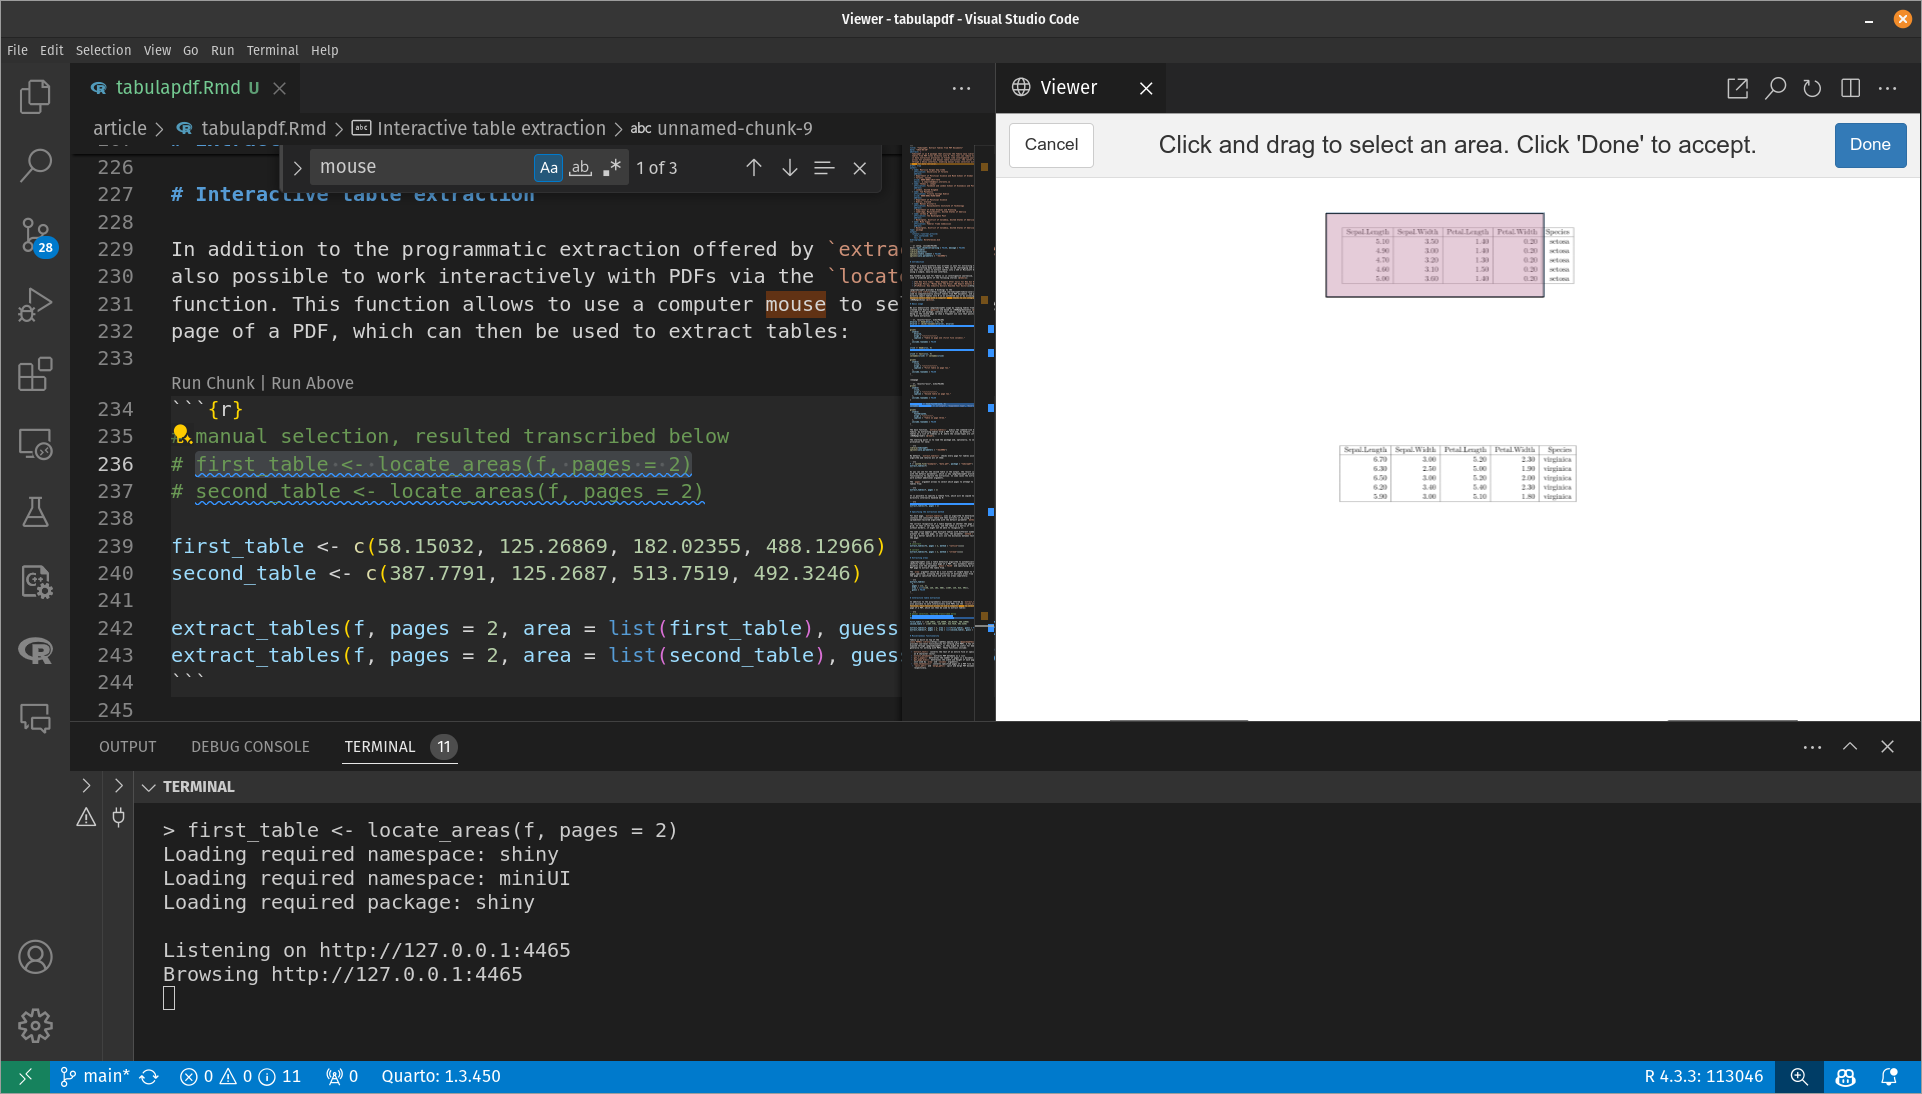 Viewer - tabulapdf - Visual Studio Code
File Edit Selection View Go Run Terminal Help
tabulapdf.Rmd U
article > tabulapdf.Rmd > Interactive table extraction > abc unnamed-chunk-9
mouse Aa ab 1 of 3
226
227 # Interactive table extraction
228
229 In addition to the programmatic extraction offered by `extrac
230 also possible to work interactively with PDFs via the `locat
231 function. This function allows to use a computer mouse to sel
232 page of a PDF, which can then be used to extract tables:
233
Run Chunk | Run Above
234 ```{r}
235 # manual selection, resulted transcribed below
236 # first_table <- locate_areas(f, pages = 2)
237 # second_table <- locate_areas(f, pages = 2)
238
239 first_table <- c(58.15032, 125.26869, 182.02355, 488.12966)
240 second_table <- c(387.7791, 125.2687, 513.7519, 492.3246)
241
242 extract_tables(f, pages = 2, area = list(first_table), guess
243 extract_tables(f, pages = 2, area = list(second_table), gues
244 ```
245
28
Viewer
Cancel
Click and drag to select an area. Click 'Done' to accept.
Done
Sepal.Length Sepal.Width Petal.Length Petal.Width Species
5.10 3.50 1.40 0.20 setosa
4.90 3.00 1.40 0.20 setosa
4.70 3.20 1.30 0.20 setosa
4.60 3.10 1.50 0.20 setosa
5.00 3.60 1.40 0.20 setosa
Sepal.Length Sepal.Width Petal.Length Petal.Width Species
6.70 3.00 5.20 2.30 virginica
6.30 2.50 5.00 1.90 virginica
6.50 3.00 5.20 2.00 virginica
6.20 3.40 5.40 2.30 virginica
5.90 3.00 5.10 1.80 virginica
OUTPUT DEBUG CONSOLE TERMINAL 11
TERMINAL
> first_table <- locate_areas(f, pages = 2)
Loading required namespace: shiny
Loading required namespace: miniUI
Loading required package: shiny
Listening on http://127.0.0.1:4465
Browsing http://127.0.0.1:4465
main* 0 0 11 0 Quarto: 1.3.450 R 4.3.3: 113046